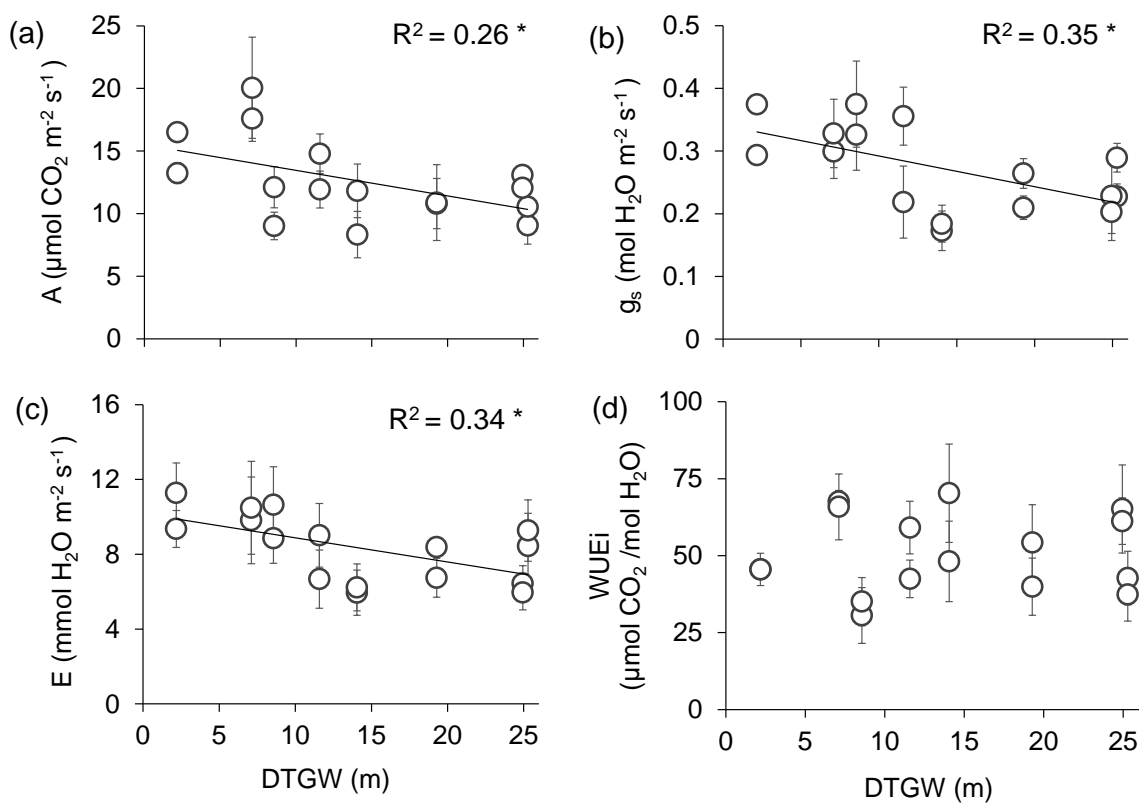 (a)
R² = 0.26 *
25
20
15
10
5
0
A (µmol CO₂ m⁻² s⁻¹)
(b)
R² = 0.35 *
0.5
0.4
0.3
0.2
0.1
0
gₛ (mol H₂O m⁻² s⁻¹)
(c)
R² = 0.34 *
16
12
8
4
0
E (mmol H₂O m⁻² s⁻¹)
0 5 10 15 20 25
DTGW (m)
(d)
100
75
50
25
0
WUEi
(µmol CO₂ /mol H₂O)
0 5 10 15 20 25
DTGW (m)